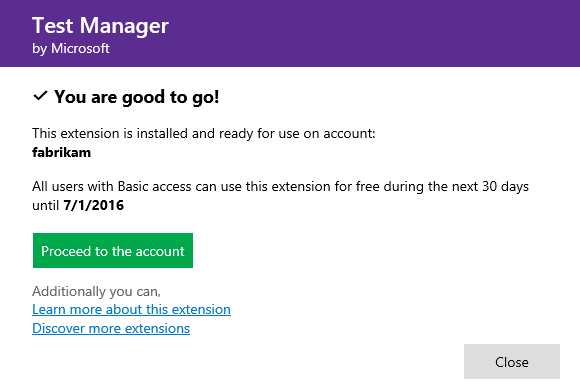 Test Manager
by Microsoft
You are good to go!
This extension is installed and ready for use on account:
fabrikam
All users with Basic access can use this extension for free during the next 30 days
until 7/1/2016
Proceed to the account
Additionally you can,
Learn more about this extension
Discover more extensions
Close